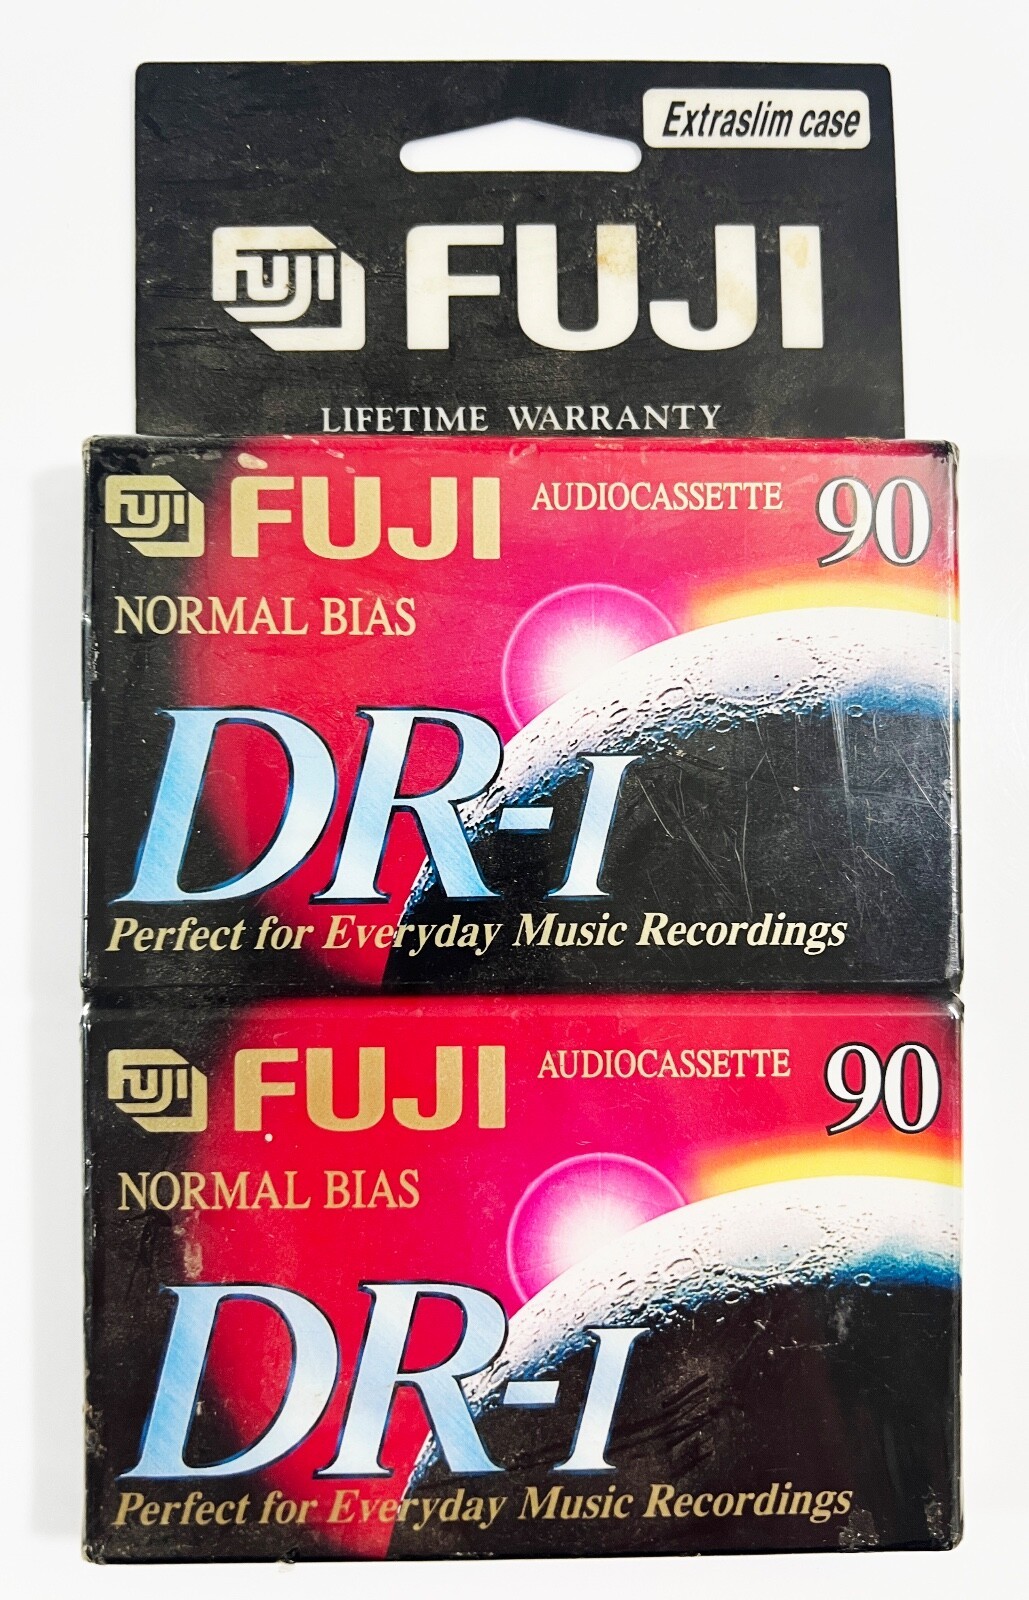 Extraslim case
FUJI FUJI
LIFETIME WARRANTY
FUJI FUJI AUDIOCASSETTE 90
NORMAL BIAS
DR-I
Perfect for Everyday Music Recordings
FUJI FUJI AUDIOCASSETTE 90
NORMAL BIAS
DR-I
Perfect for Everyday Music Recordings